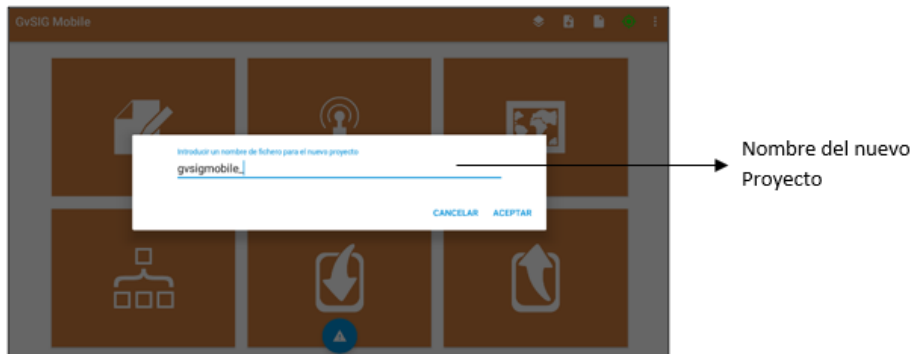 GvSIG Mobile
Introducir un nombre de fichero para el nuevo proyecto
gvsigmobile_
CANCELAR ACEPTAR
Nombre del nuevo
Proyecto